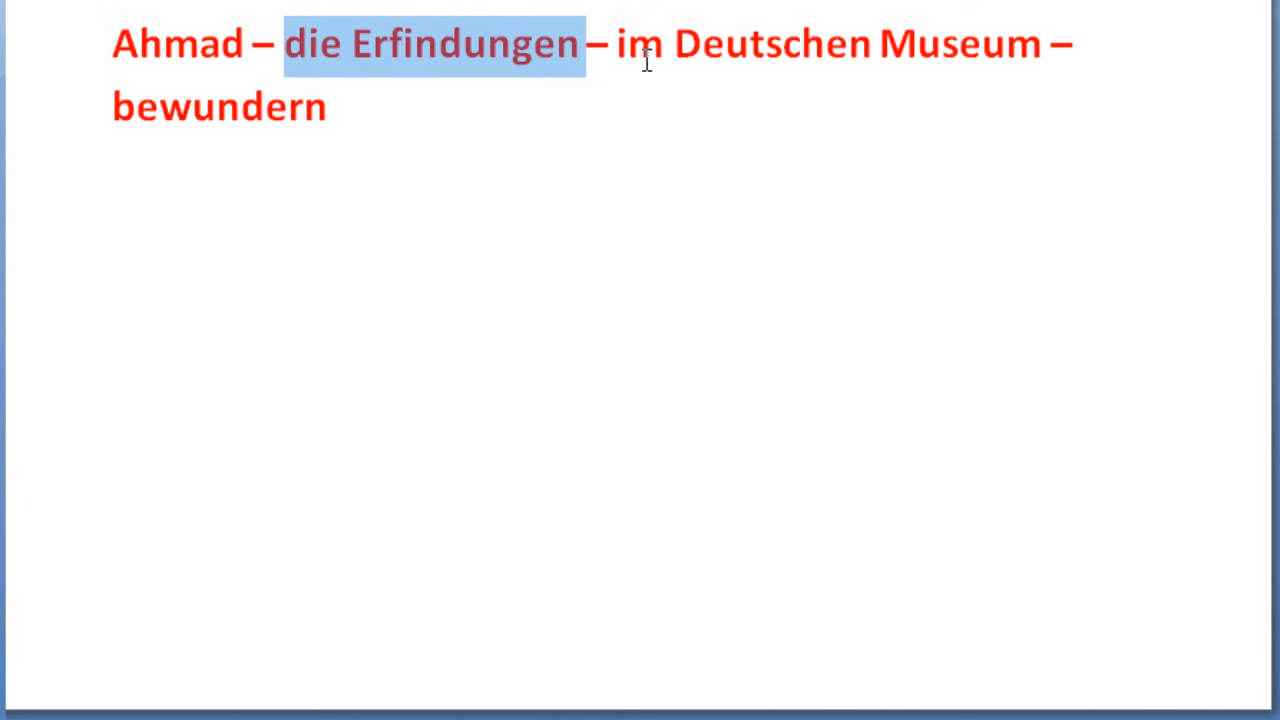 Ahmad – die Erfindungen – im Deutschen Museum –
bewundern